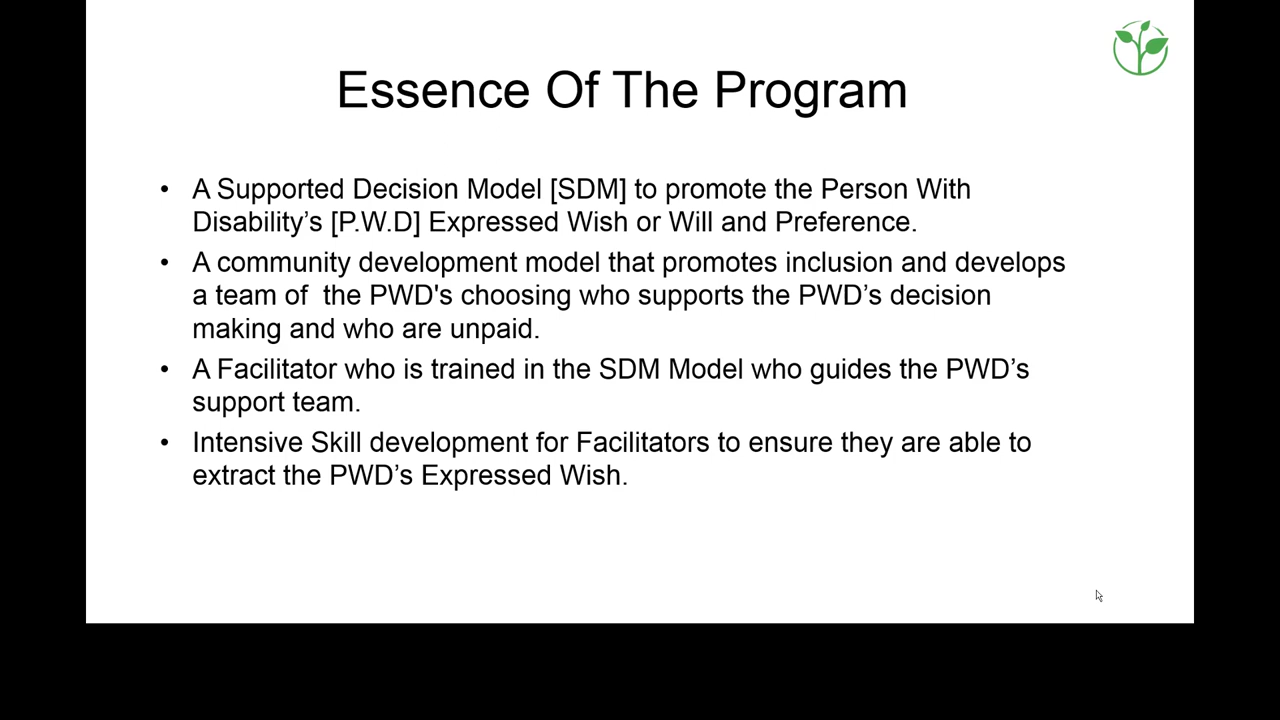 Essence Of The Program
• A Supported Decision Model [SDM] to promote the Person With
Disability’s [P.W.D] Expressed Wish or Will and Preference.
• A community development model that promotes inclusion and develops
a team of  the PWD's choosing who supports the PWD’s decision
making and who are unpaid.
• A Facilitator who is trained in the SDM Model who guides the PWD’s
support team.
• Intensive Skill development for Facilitators to ensure they are able to
extract the PWD’s Expressed Wish.